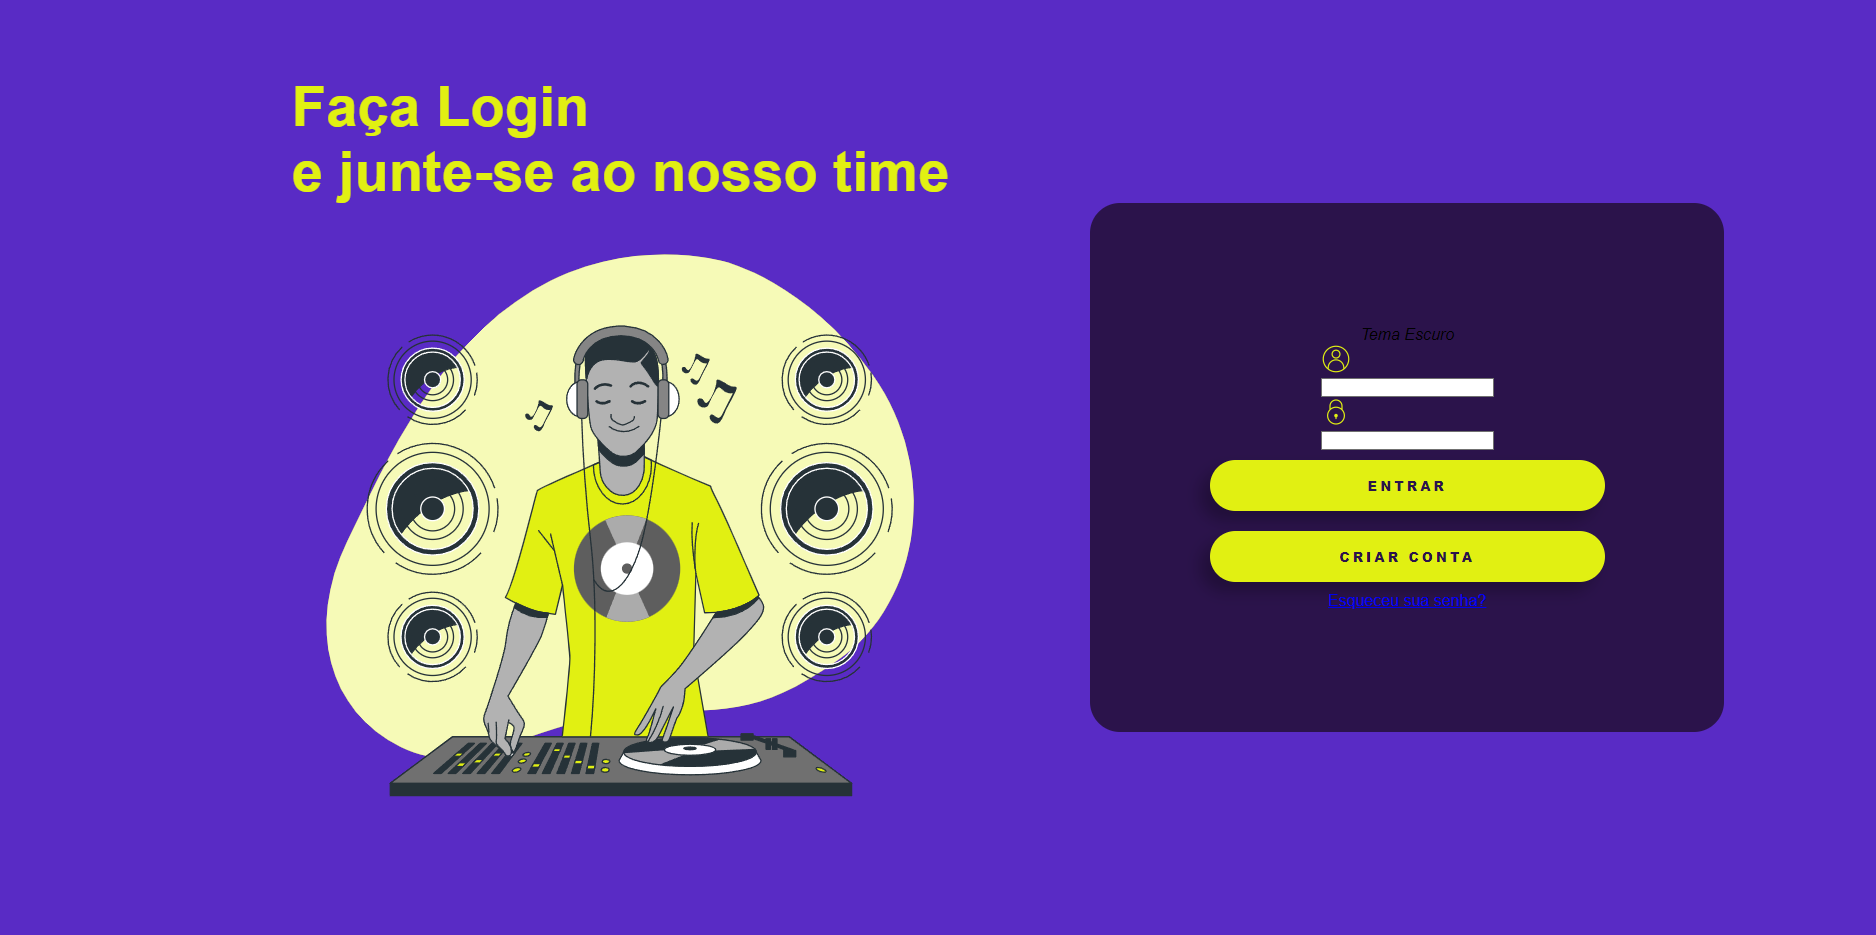 Faça Login
e junte-se ao nosso time
Tema Escuro
ENTRAR
CRIAR CONTA
Esqueceu sua senha?